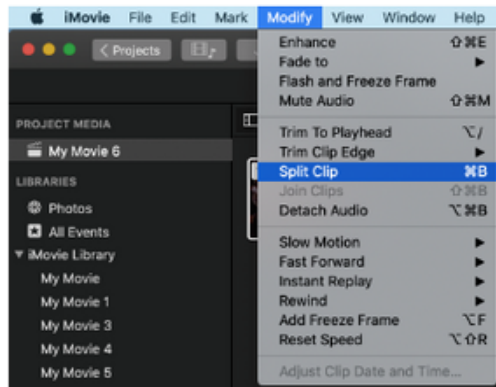 iMovie File Edit Mark Modify View Window Help
Projects
PROJECT MEDIA
My Movie 6
LIBRARIES
Photos
All Events
iMovie Library
My Movie
My Movie 1
My Movie 3
My Movie 4
My Movie 5
Enhance ⇧⌘E
Fade to
Flash and Freeze Frame
Mute Audio ⇧⌘M
Trim To Playhead ⌥/
Trim Clip Edge
Split Clip ⌘B
Join Clips ⇧⌘B
Detach Audio ⌥⌘B
Slow Motion
Fast Forward
Instant Replay
Rewind
Add Freeze Frame ⌥F
Reset Speed ⌥⇧R
Adjust Clip Date and Time...